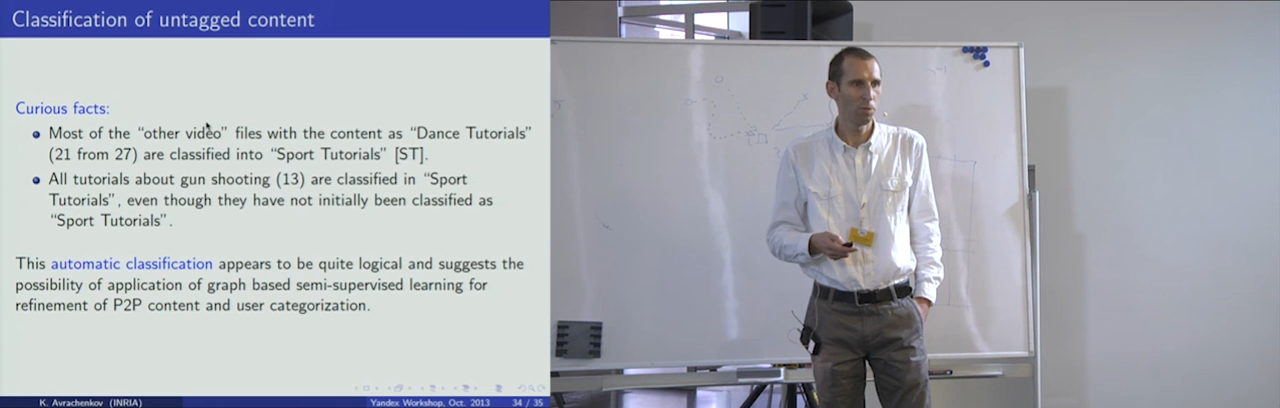 Classification of untagged content
Curious facts:
Most of the “other video” files with the content as “Dance Tutorials”
(21 from 27) are classified into “Sport Tutorials” [ST].
All tutorials about gun shooting (13) are classified in “Sport
Tutorials”, even though they have not initially been classified as
“Sport Tutorials”.
This automatic classification appears to be quite logical and suggests the
possibility of application of graph based semi-supervised learning for
refinement of P2P content and user categorization.
K. Avrachenkov (INRIA)
Yandex Workshop, Oct. 2013
34 / 35